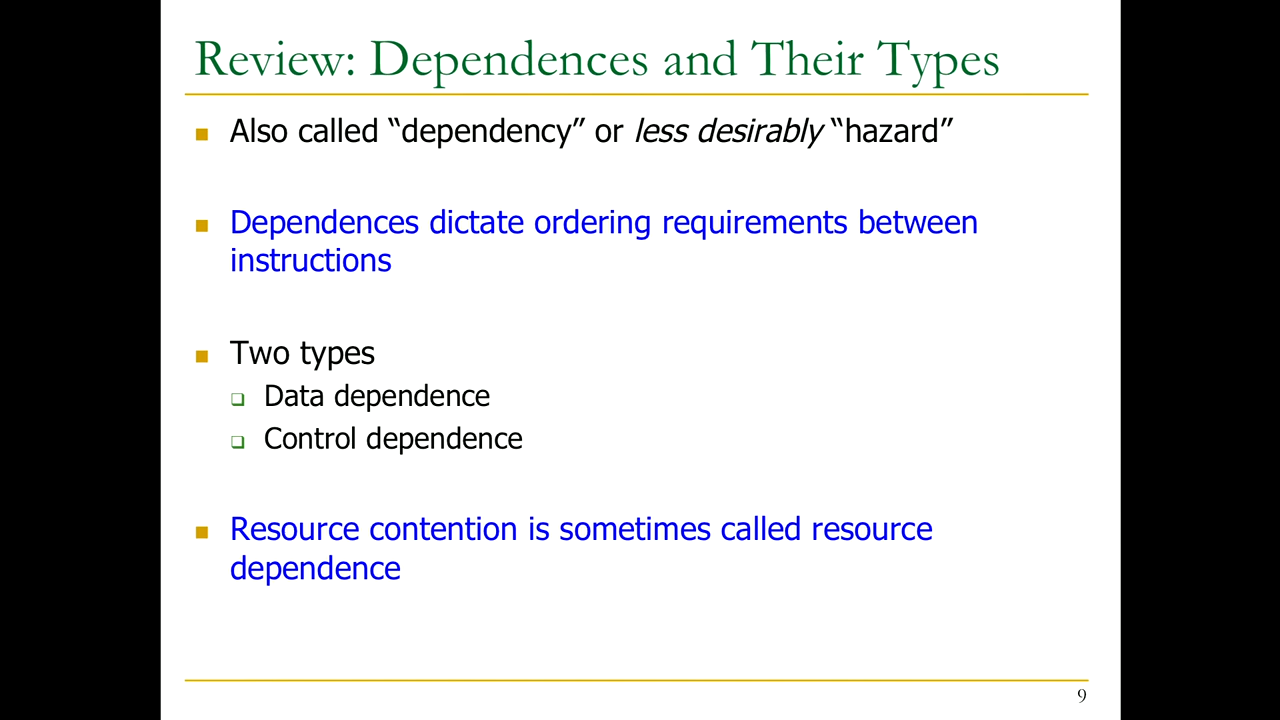 Review: Dependences and Their Types
Also called “dependency” or less desirably “hazard”
Dependences dictate ordering requirements between
instructions
Two types
Data dependence
Control dependence
Resource contention is sometimes called resource
dependence
9